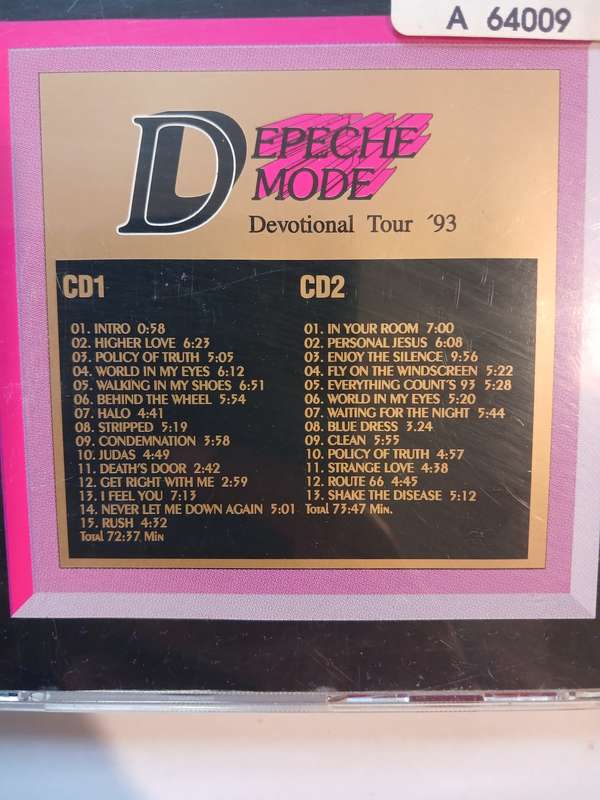 A 64009
DEPECHE
MODE
Devotional Tour ´93
CD1
01. INTRO 0:58
02. HIGHER LOVE 6:23
03. POLICY OF TRUTH 5:05
04. WORLD IN MY EYES 6:12
05. WALKING IN MY SHOES 6:51
06. BEHIND THE WHEEL 5:54
07. HALO 4:41
08. STRIPPED 5:19
09. CONDEMNATION 3:58
10. JUDAS 4:49
11. DEATH'S DOOR 2:42
12. GET RIGHT WITH ME 2:59
13. I FEEL YOU 7:13
14. NEVER LET ME DOWN AGAIN 5:01
15. RUSH 4:32
Total 72:37 Min
CD2
01. IN YOUR ROOM 7:00
02. PERSONAL JESUS 6:08
03. ENJOY THE SILENCE 9:56
04. FLY ON THE WINDSCREEN 5:22
05. EVERYTHING COUNT'S 93 5:28
06. WORLD IN MY EYES 5:20
07. WAITING FOR THE NIGHT 5:44
08. BLUE DRESS 3.24
09. CLEAN 5:55
10. POLICY OF TRUTH 4:57
11. STRANGE LOVE 4:38
12. ROUTE 66 4:45
13. SHAKE THE DISEASE 5:12
Total 73:47 Min.